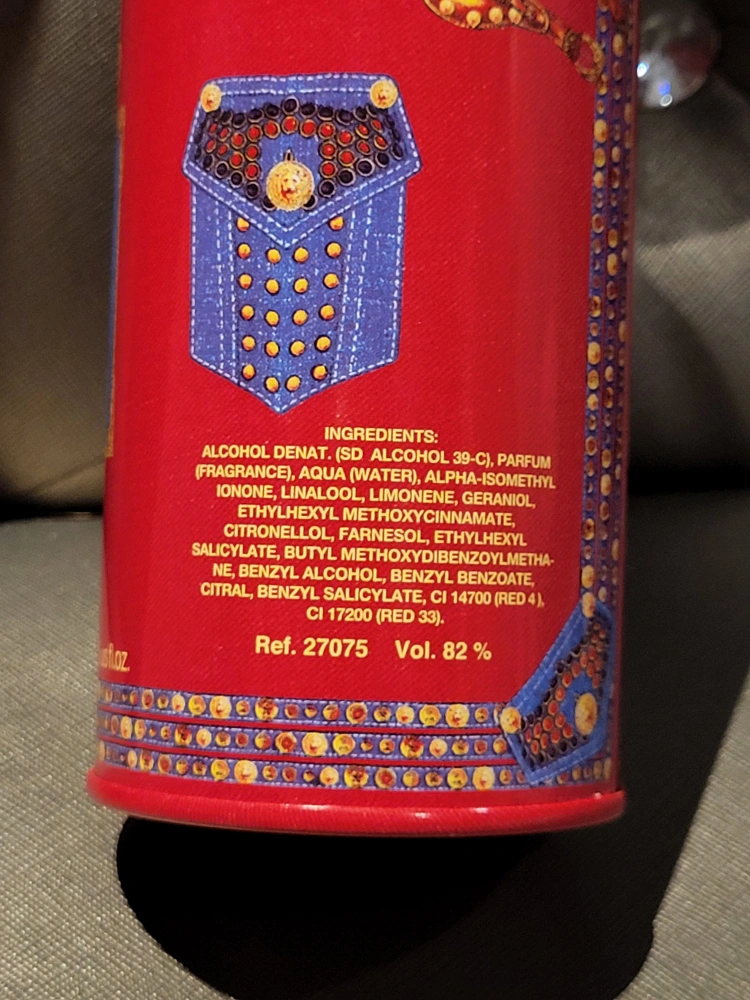 INGREDIENTS:
ALCOHOL DENAT. (SD ALCOHOL 39-C), PARFUM
(FRAGRANCE), AQUA (WATER), ALPHA-ISOMETHYL
IONONE, LINALOOL, LIMONENE, GERANIOL,
ETHYLHEXYL METHOXYCINNAMATE,
CITRONELLOL, FARNESOL, ETHYLHEXYL
SALICYLATE, BUTYL METHOXYDIBENZOYLMETHA-
NE, BENZYL ALCOHOL, BENZYL BENZOATE,
CITRAL, BENZYL SALICYLATE, CI 14700 (RED 4),
CI 17200 (RED 33).
Ref. 27075 Vol. 82 %
fl.oz.